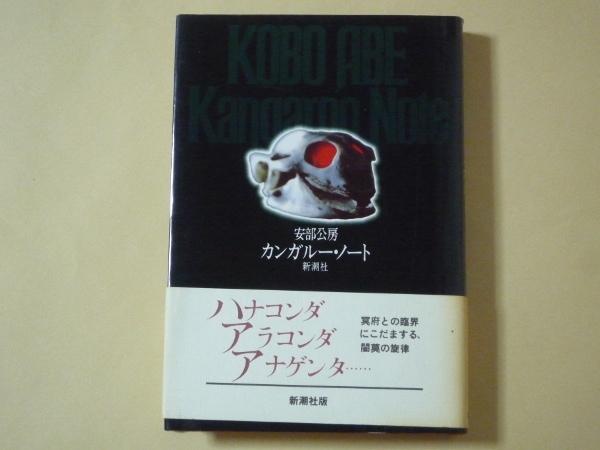 KOBO ABE
Kangaroo Note
安部公房
カンガルー・ノート
新潮社
ハナコンダ
アラコンダ
アナゲンタ……
冥府との臨界
にこだまする、
闇莫の旋律
新潮社版